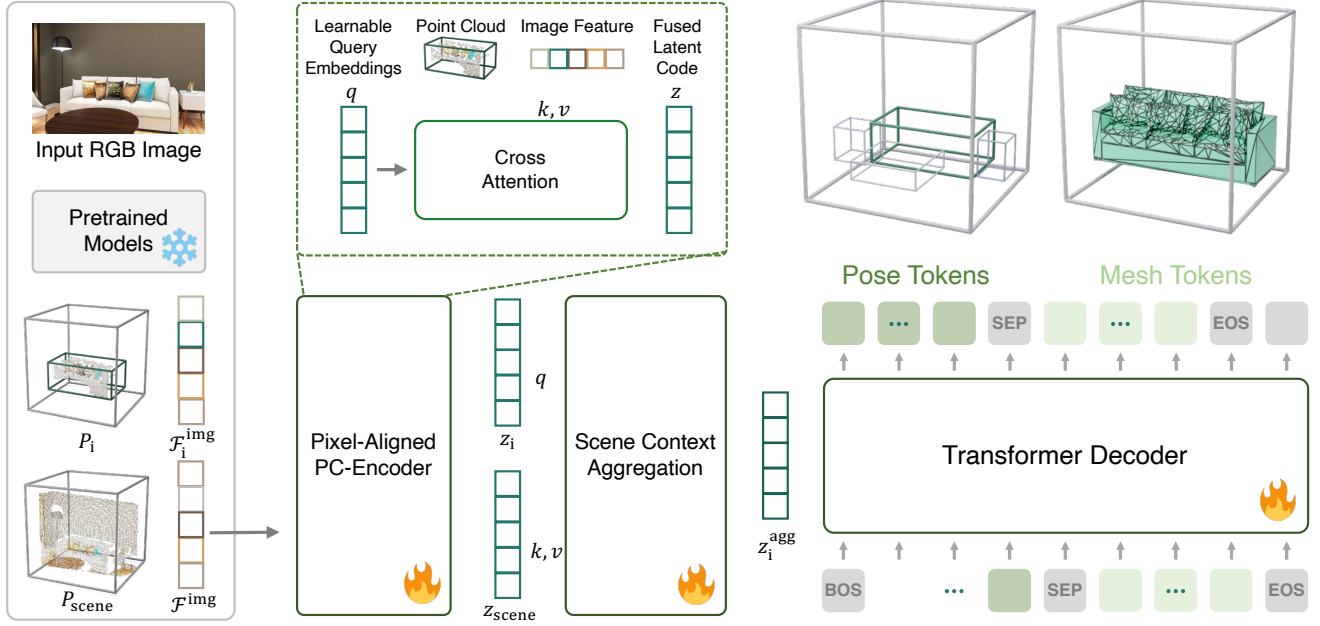 Input RGB Image
Pretrained
Models
P_i
F_i^img
P_scene
F^img
Learnable
Query
Embeddings
Point Cloud
Image Feature
Fused
Latent
Code
q
k, v
z
Cross
Attention
Pixel-Aligned
PC-Encoder
q
z_i
k, v
z_scene
Scene Context
Aggregation
z_i^agg
Pose Tokens
Mesh Tokens
... SEP ... EOS
Transformer Decoder
BOS ... SEP ... EOS